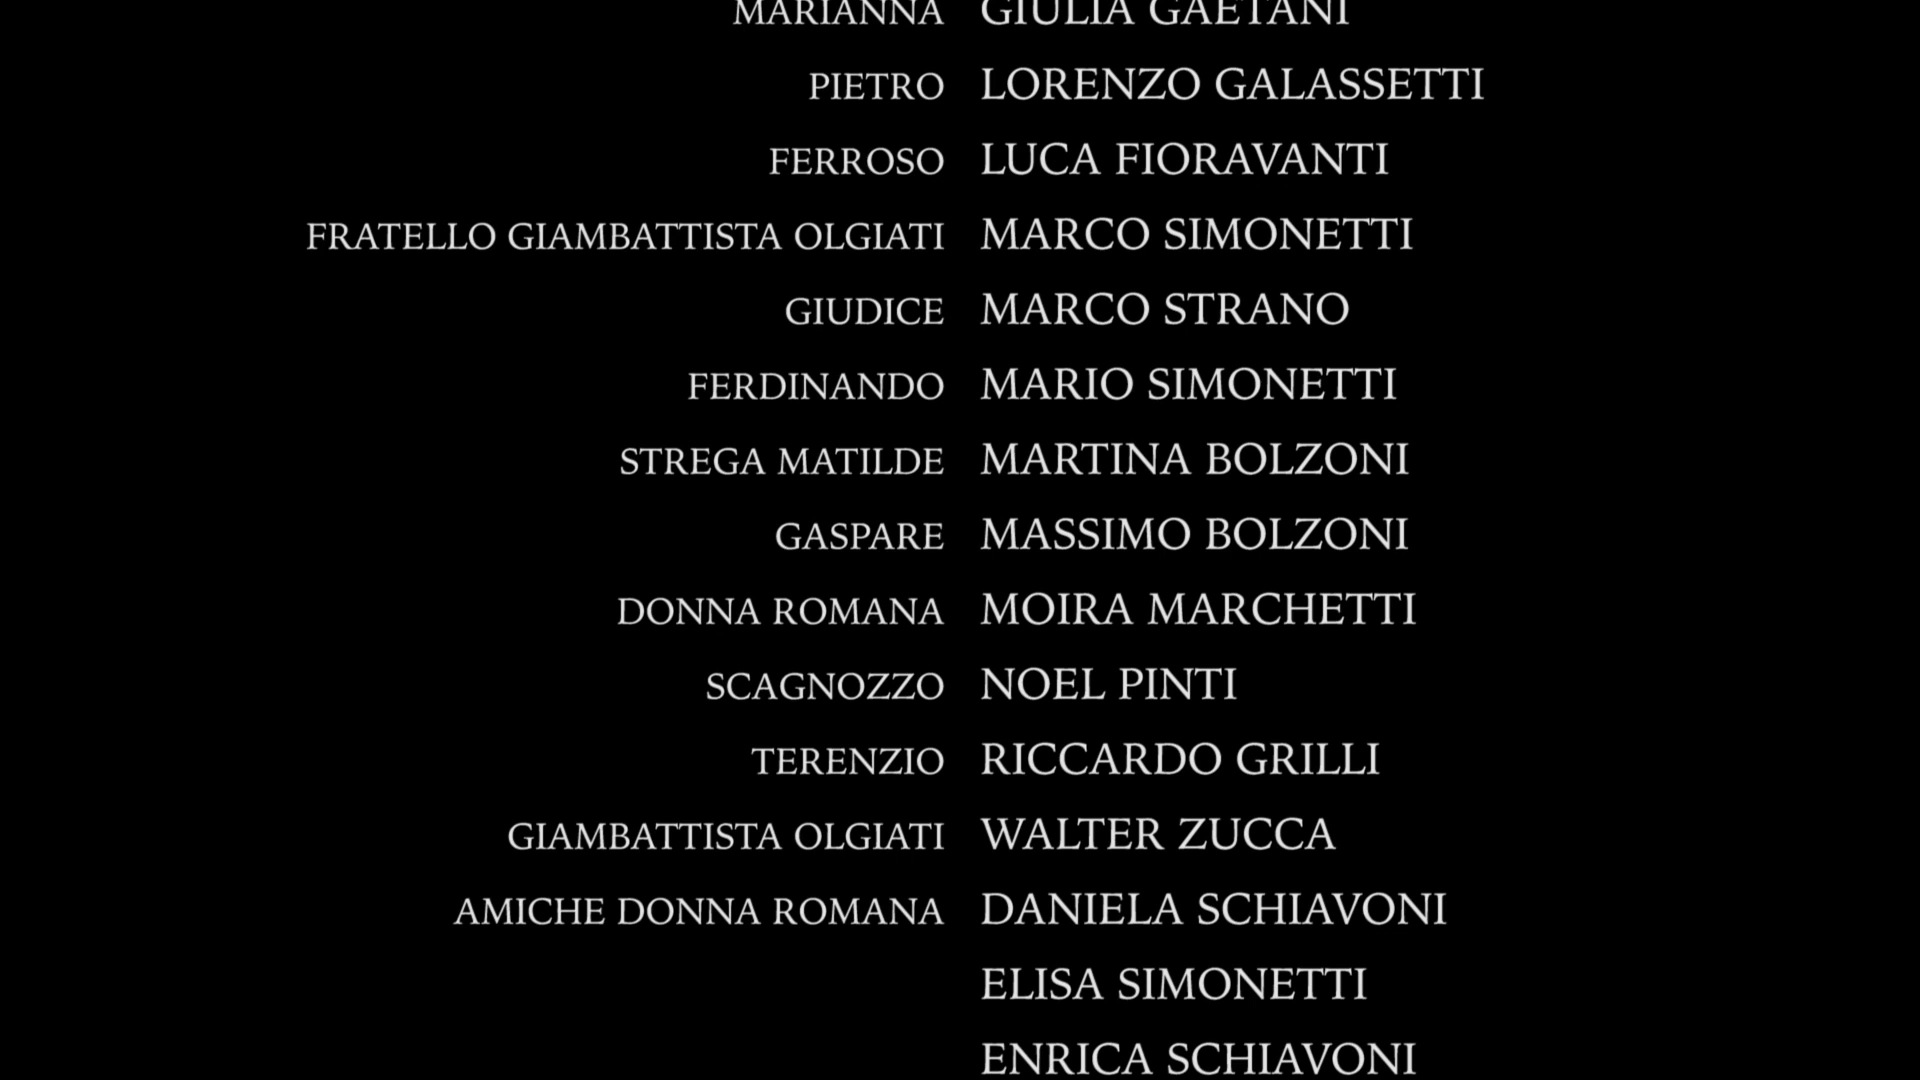 MARIANNA GIULIA GAETANI
PIETRO LORENZO GALASSETTI
FERROSO LUCA FIORAVANTI
FRATELLO GIAMBATTISTA OLGIATI MARCO SIMONETTI
GIUDICE MARCO STRANO
FERDINANDO MARIO SIMONETTI
STREGA MATILDE MARTINA BOLZONI
GASPARE MASSIMO BOLZONI
DONNA ROMANA MOIRA MARCHETTI
SCAGNOZZO NOEL PINTI
TERENZIO RICCARDO GRILLI
GIAMBATTISTA OLGIATI WALTER ZUCCA
AMICHE DONNA ROMANA DANIELA SCHIAVONI
ELISA SIMONETTI
ENRICA SCHIAVONI